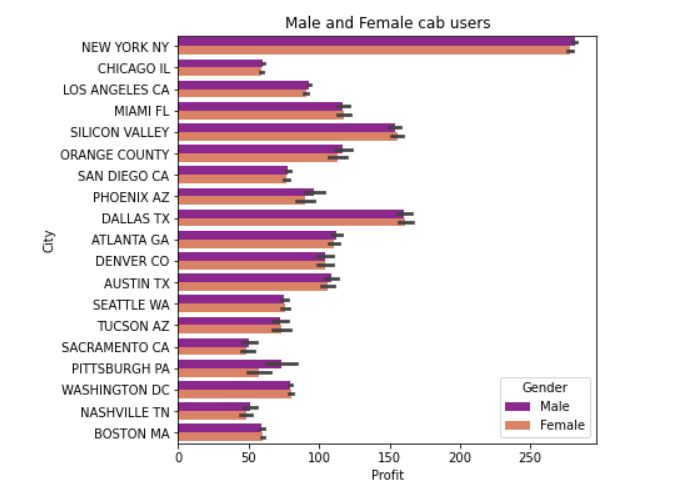 Male and Female cab users
NEW YORK NY
CHICAGO IL
LOS ANGELES CA
MIAMI FL
SILICON VALLEY
ORANGE COUNTY
SAN DIEGO CA
PHOENIX AZ
DALLAS TX
ATLANTA GA
DENVER CO
AUSTIN TX
SEATTLE WA
TUCSON AZ
SACRAMENTO CA
PITTSBURGH PA
WASHINGTON DC
NASHVILLE TN
BOSTON MA
City
Gender
Male
Female
0 50 100 150 200 250
Profit